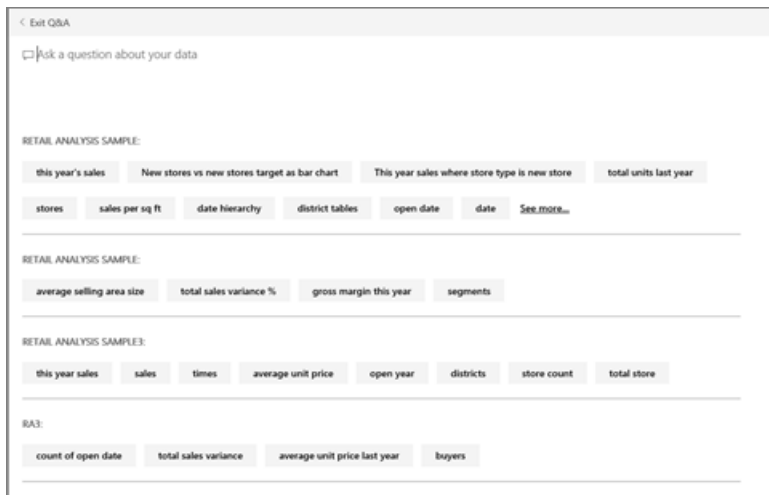 Exit Q&A
Ask a question about your data
RETAIL ANALYSIS SAMPLE:
this year's sales New stores vs new stores target as bar chart This year sales where store type is new store total units last year
stores sales per sq ft date hierarchy district tables open date date See more...
RETAIL ANALYSIS SAMPLE:
average selling area size total sales variance % gross margin this year segments
RETAIL ANALYSIS SAMPLE3:
this year sales sales times average unit price open year districts store count total store
RA3:
count of open date total sales variance average unit price last year buyers